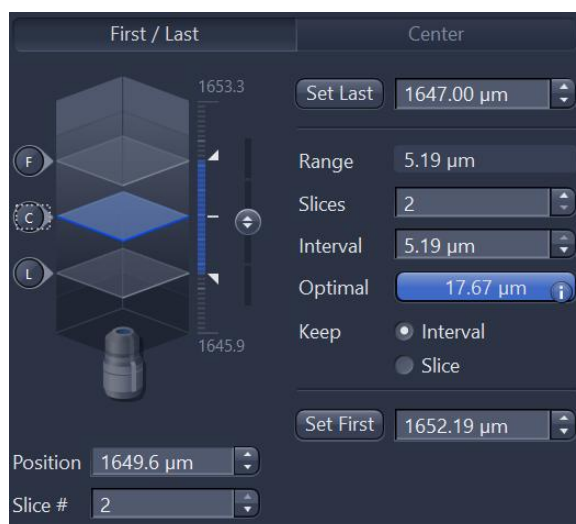 First / Last
Center
1653.3
F
C
L
1645.9
Set Last 1647.00 µm
Range 5.19 µm
Slices 2
Interval 5.19 µm
Optimal 17.67 µm i
Keep Interval
Slice
Set First 1652.19 µm
Position 1649.6 µm
Slice # 2